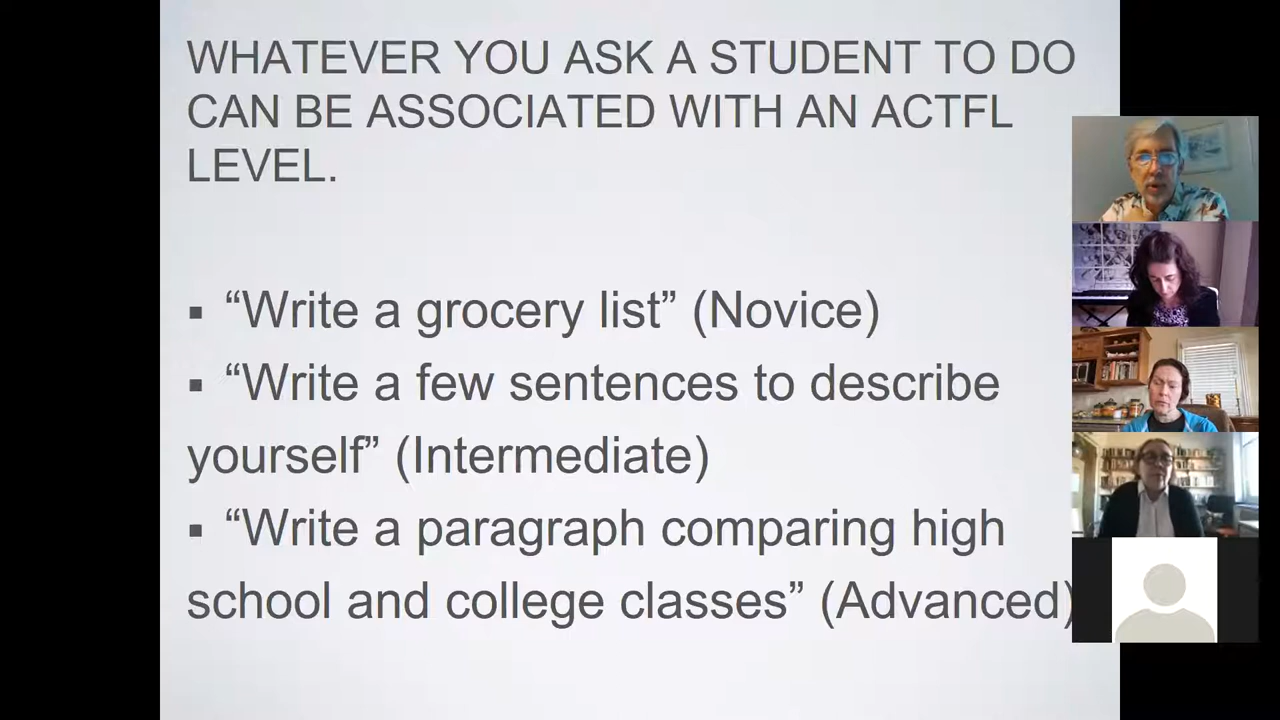 WHATEVER YOU ASK A STUDENT TO DO
CAN BE ASSOCIATED WITH AN ACTFL
LEVEL.
▪ “Write a grocery list” (Novice)
▪ “Write a few sentences to describe
yourself” (Intermediate)
▪ “Write a paragraph comparing high
school and college classes” (Advanced)